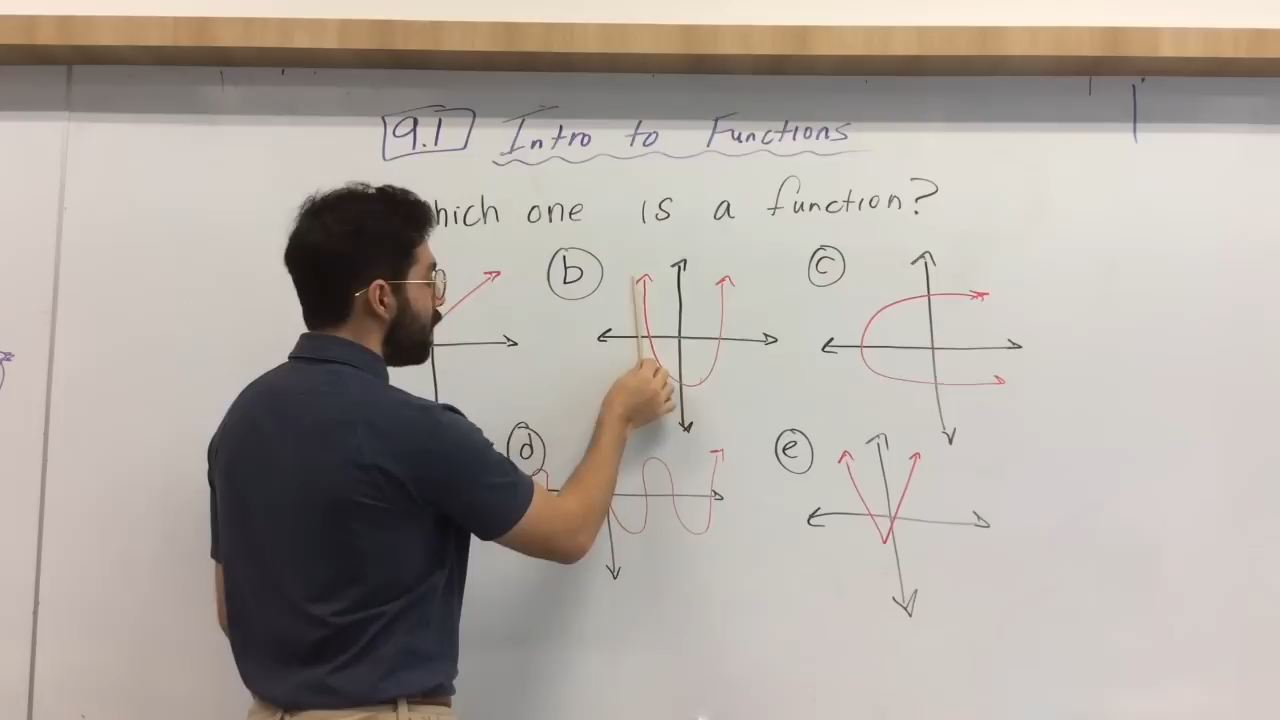 9.1 Intro to Functions
hich one is a function?
b
c
d
e